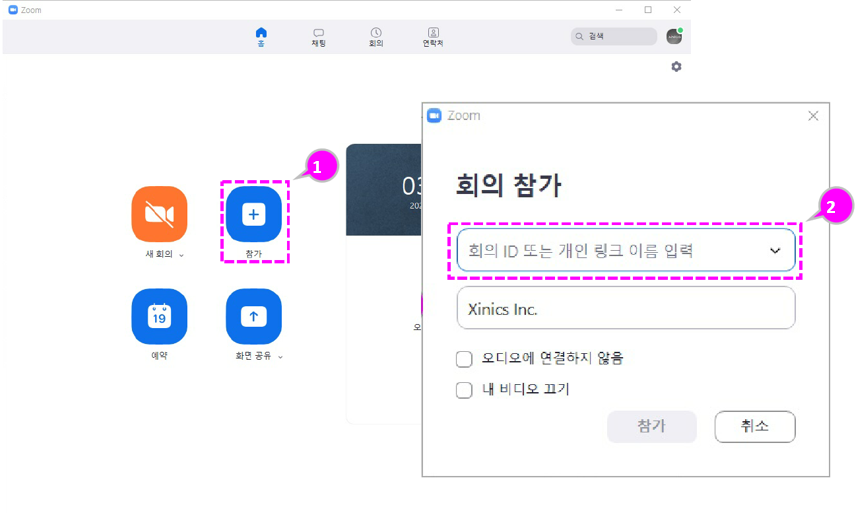 Zoom
홈
채팅
회의
연락처
검색
1
03
202
새 회의
참가
19
예약
화면 공유
오
Zoom
회의 참가
2
회의 ID 또는 개인 링크 이름 입력
Xinics Inc.
오디오에 연결하지 않음
내 비디오 끄기
참가
취소